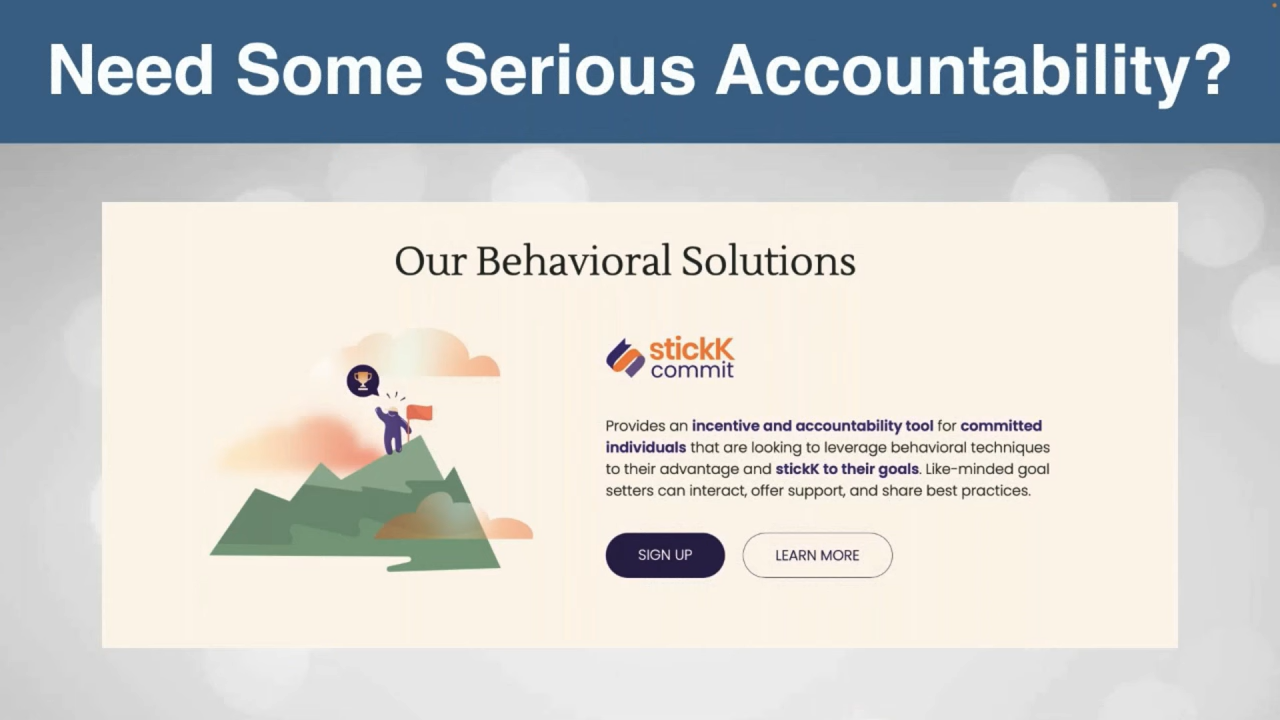 Need Some Serious Accountability?
Our Behavioral Solutions
stickK
commit
Provides an incentive and accountability tool for committed
individuals that are looking to leverage behavioral techniques
to their advantage and stickK to their goals. Like-minded goal
setters can interact, offer support, and share best practices.
SIGN UP
LEARN MORE